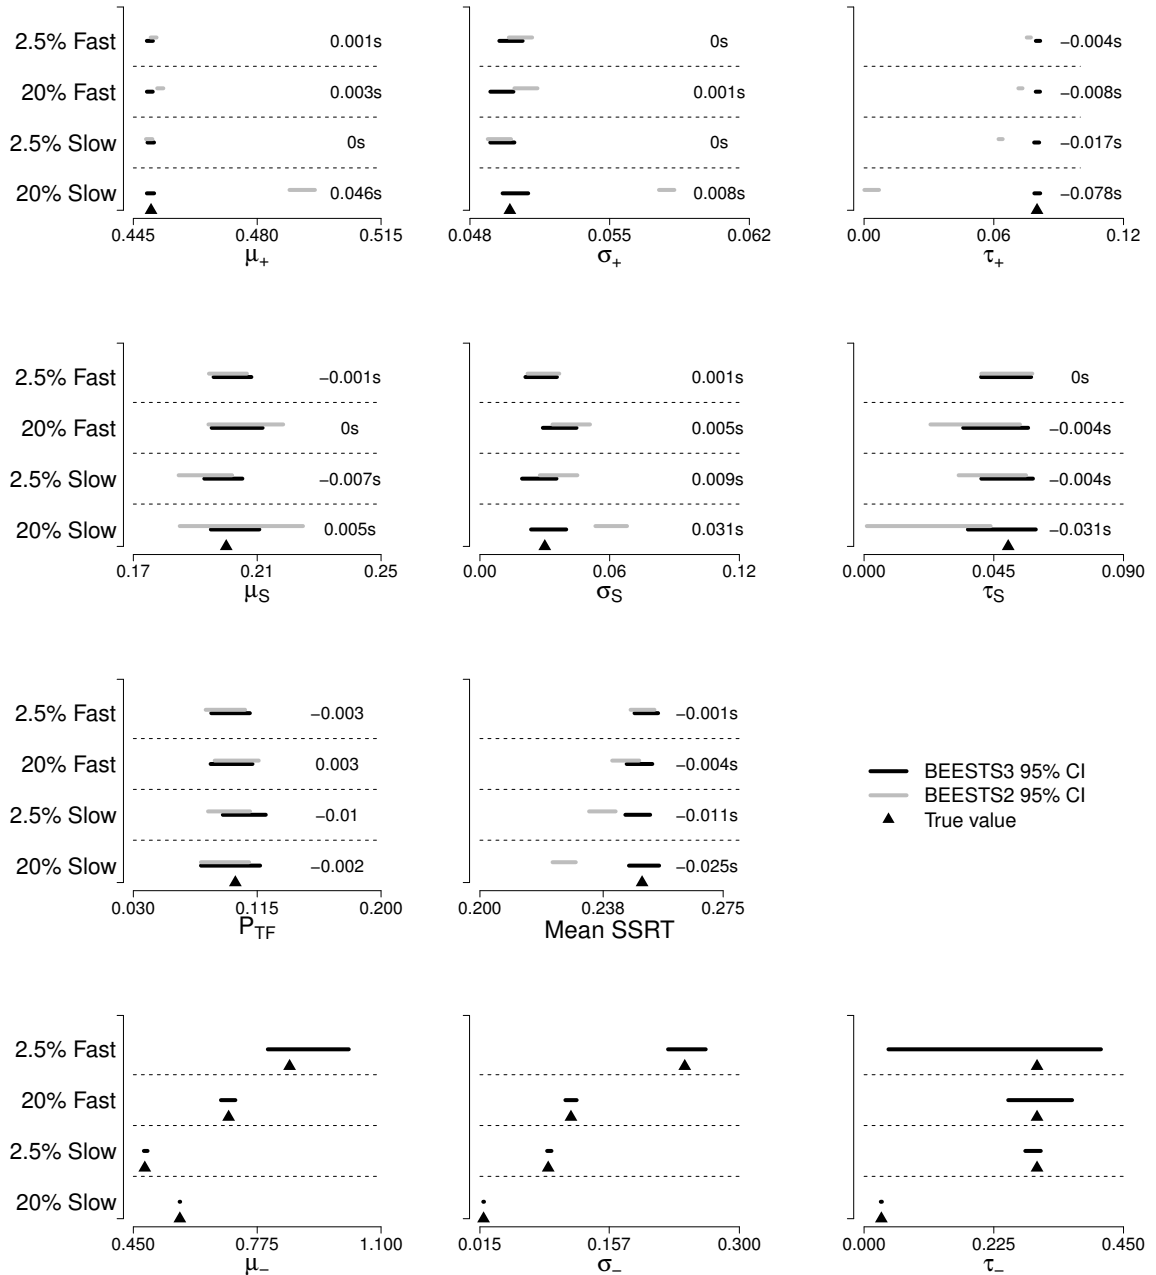 2.5% Fast 0.001s 0s −0.004s
20% Fast 0.003s 0.001s −0.008s
2.5% Slow 0s 0s −0.017s
20% Slow 0.046s 0.008s −0.078s
0.445 0.480 0.515 0.048 0.055 0.062 0.00 0.06 0.12
μ+ σ+ τ+
2.5% Fast −0.001s 0.001s 0s
20% Fast 0s 0.005s −0.004s
2.5% Slow −0.007s 0.009s −0.004s
20% Slow 0.005s 0.031s −0.031s
0.17 0.21 0.25 0.00 0.06 0.12 0.000 0.045 0.090
μS σS τS
2.5% Fast −0.003 −0.001s
20% Fast 0.003 −0.004s
2.5% Slow −0.01 −0.011s
20% Slow −0.002 −0.025s
BEESTS3 95% CI
BEESTS2 95% CI
True value
0.030 0.115 0.200 0.200 0.238 0.275
PTF Mean SSRT
2.5% Fast
20% Fast
2.5% Slow
20% Slow
0.450 0.775 1.100 0.015 0.157 0.300 0.000 0.225 0.450
μ− σ− τ−